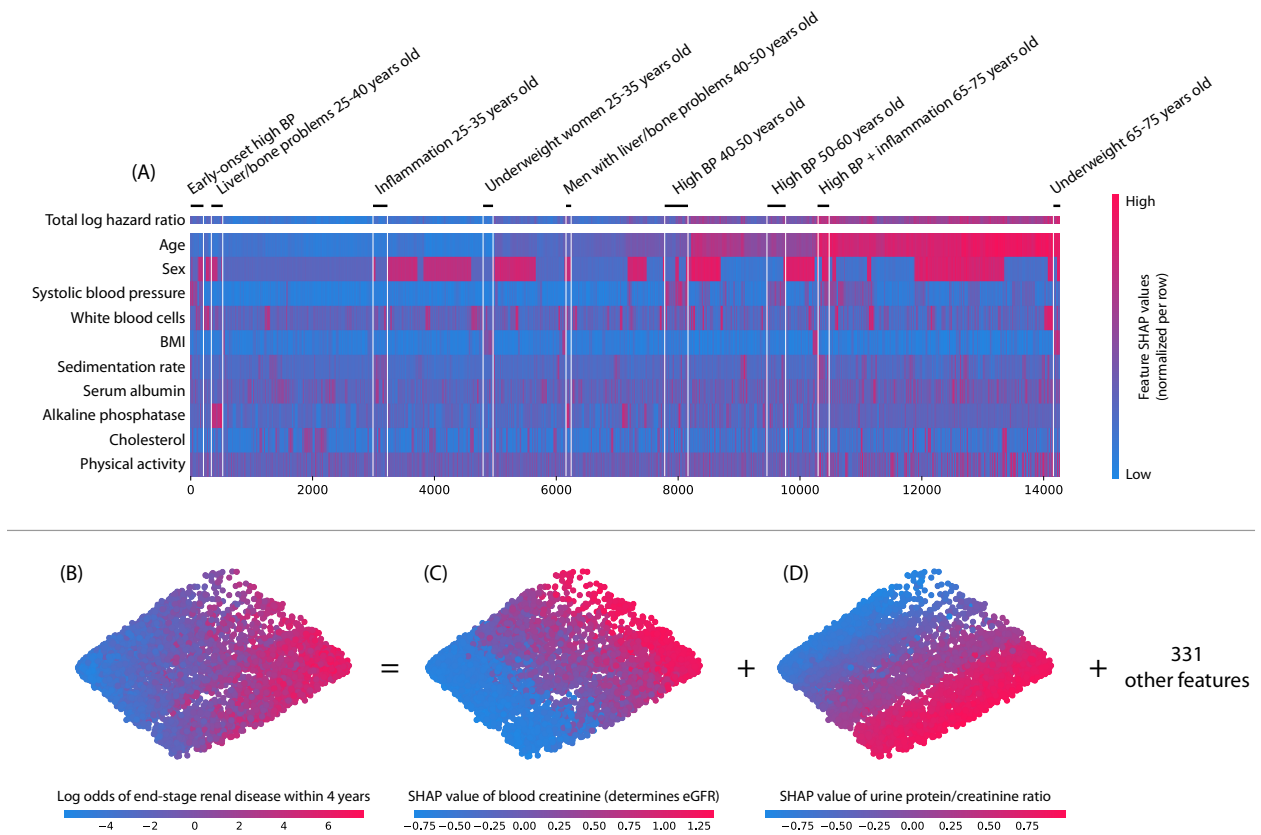 (A)
Early-onset high BP
Liver/bone problems 25-40 years old
Inflammation 25-35 years old
Underweight women 25-35 years old
Men with liver/bone problems 40-50 years old
High BP 40-50 years old
High BP 50-60 years old
High BP + inflammation 65-75 years old
Underweight 65-75 years old
Total log hazard ratio
Age
Sex
Systolic blood pressure
White blood cells
BMI
Sedimentation rate
Serum albumin
Alkaline phosphatase
Cholesterol
Physical activity
0 2000 4000 6000 8000 10000 12000 14000
High
Low
Feature SHAP values
(normalized per row)
(B)
(C)
(D)
=
+
+
331
other features
Log odds of end-stage renal disease within 4 years
−4 −2 0 2 4 6
SHAP value of blood creatinine (determines eGFR)
−0.75 −0.50 −0.25 0.00 0.25 0.50 0.75 1.00 1.25
SHAP value of urine protein/creatinine ratio
−0.75 −0.50 −0.25 0.00 0.25 0.50 0.75